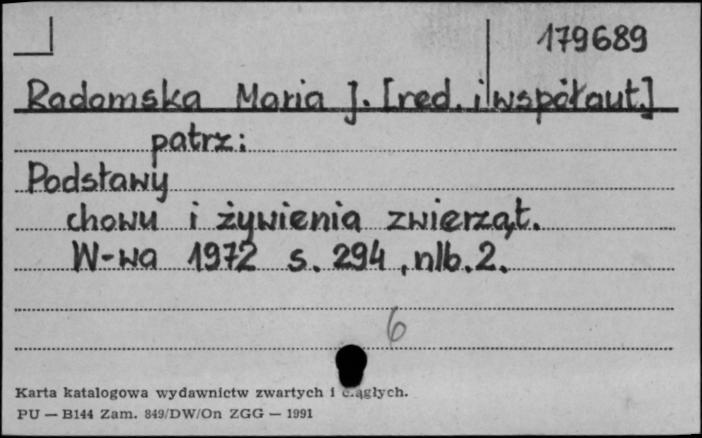 179689
Radomska Maria J. [red. i współaut.]
patrz:
Podstawy
chowu i żywienia zwierząt.
W-wa 1972 s. 294, nlb. 2.
6
Karta katalogowa wydawnictw zwartych i ciągłych.
PU — B144 Zam. 849/DW/On ZGG — 1991